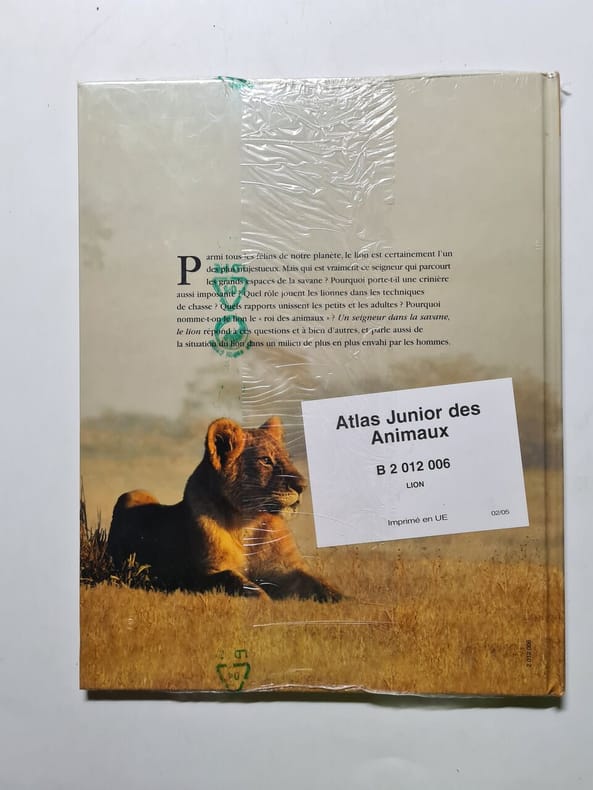 Parmi tous les félins de notre planète, le lion est certainement l'un
des plus majestueux. Mais qui est vraiment ce seigneur qui parcourt
les grands espaces de la savane ? Pourquoi porte-t-il une crinière
aussi imposante ? Quel rôle jouent les lionnes dans les techniques
de chasse ? Quels rapports unissent les petits et les adultes ? Pourquoi
nomme-t-on le lion le « roi des animaux » ? Un seigneur dans la savane,
le lion répond à ces questions et à bien d'autres, et parle aussi de
la situation du lion dans un milieu de plus en plus envahi par les hommes.
Atlas Junior des
Animaux
B 2 012 006
LION
Imprimé en UE
02/05
2 012 006